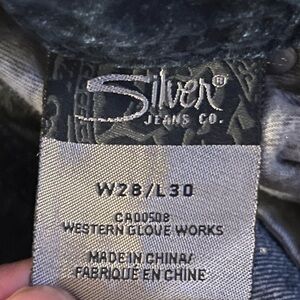 Silver®
JEANS CO.
W28/L30
CA00508
WESTERN GLOVE WORKS
MADE IN CHINA/
FABRIQUÉ EN CHINE